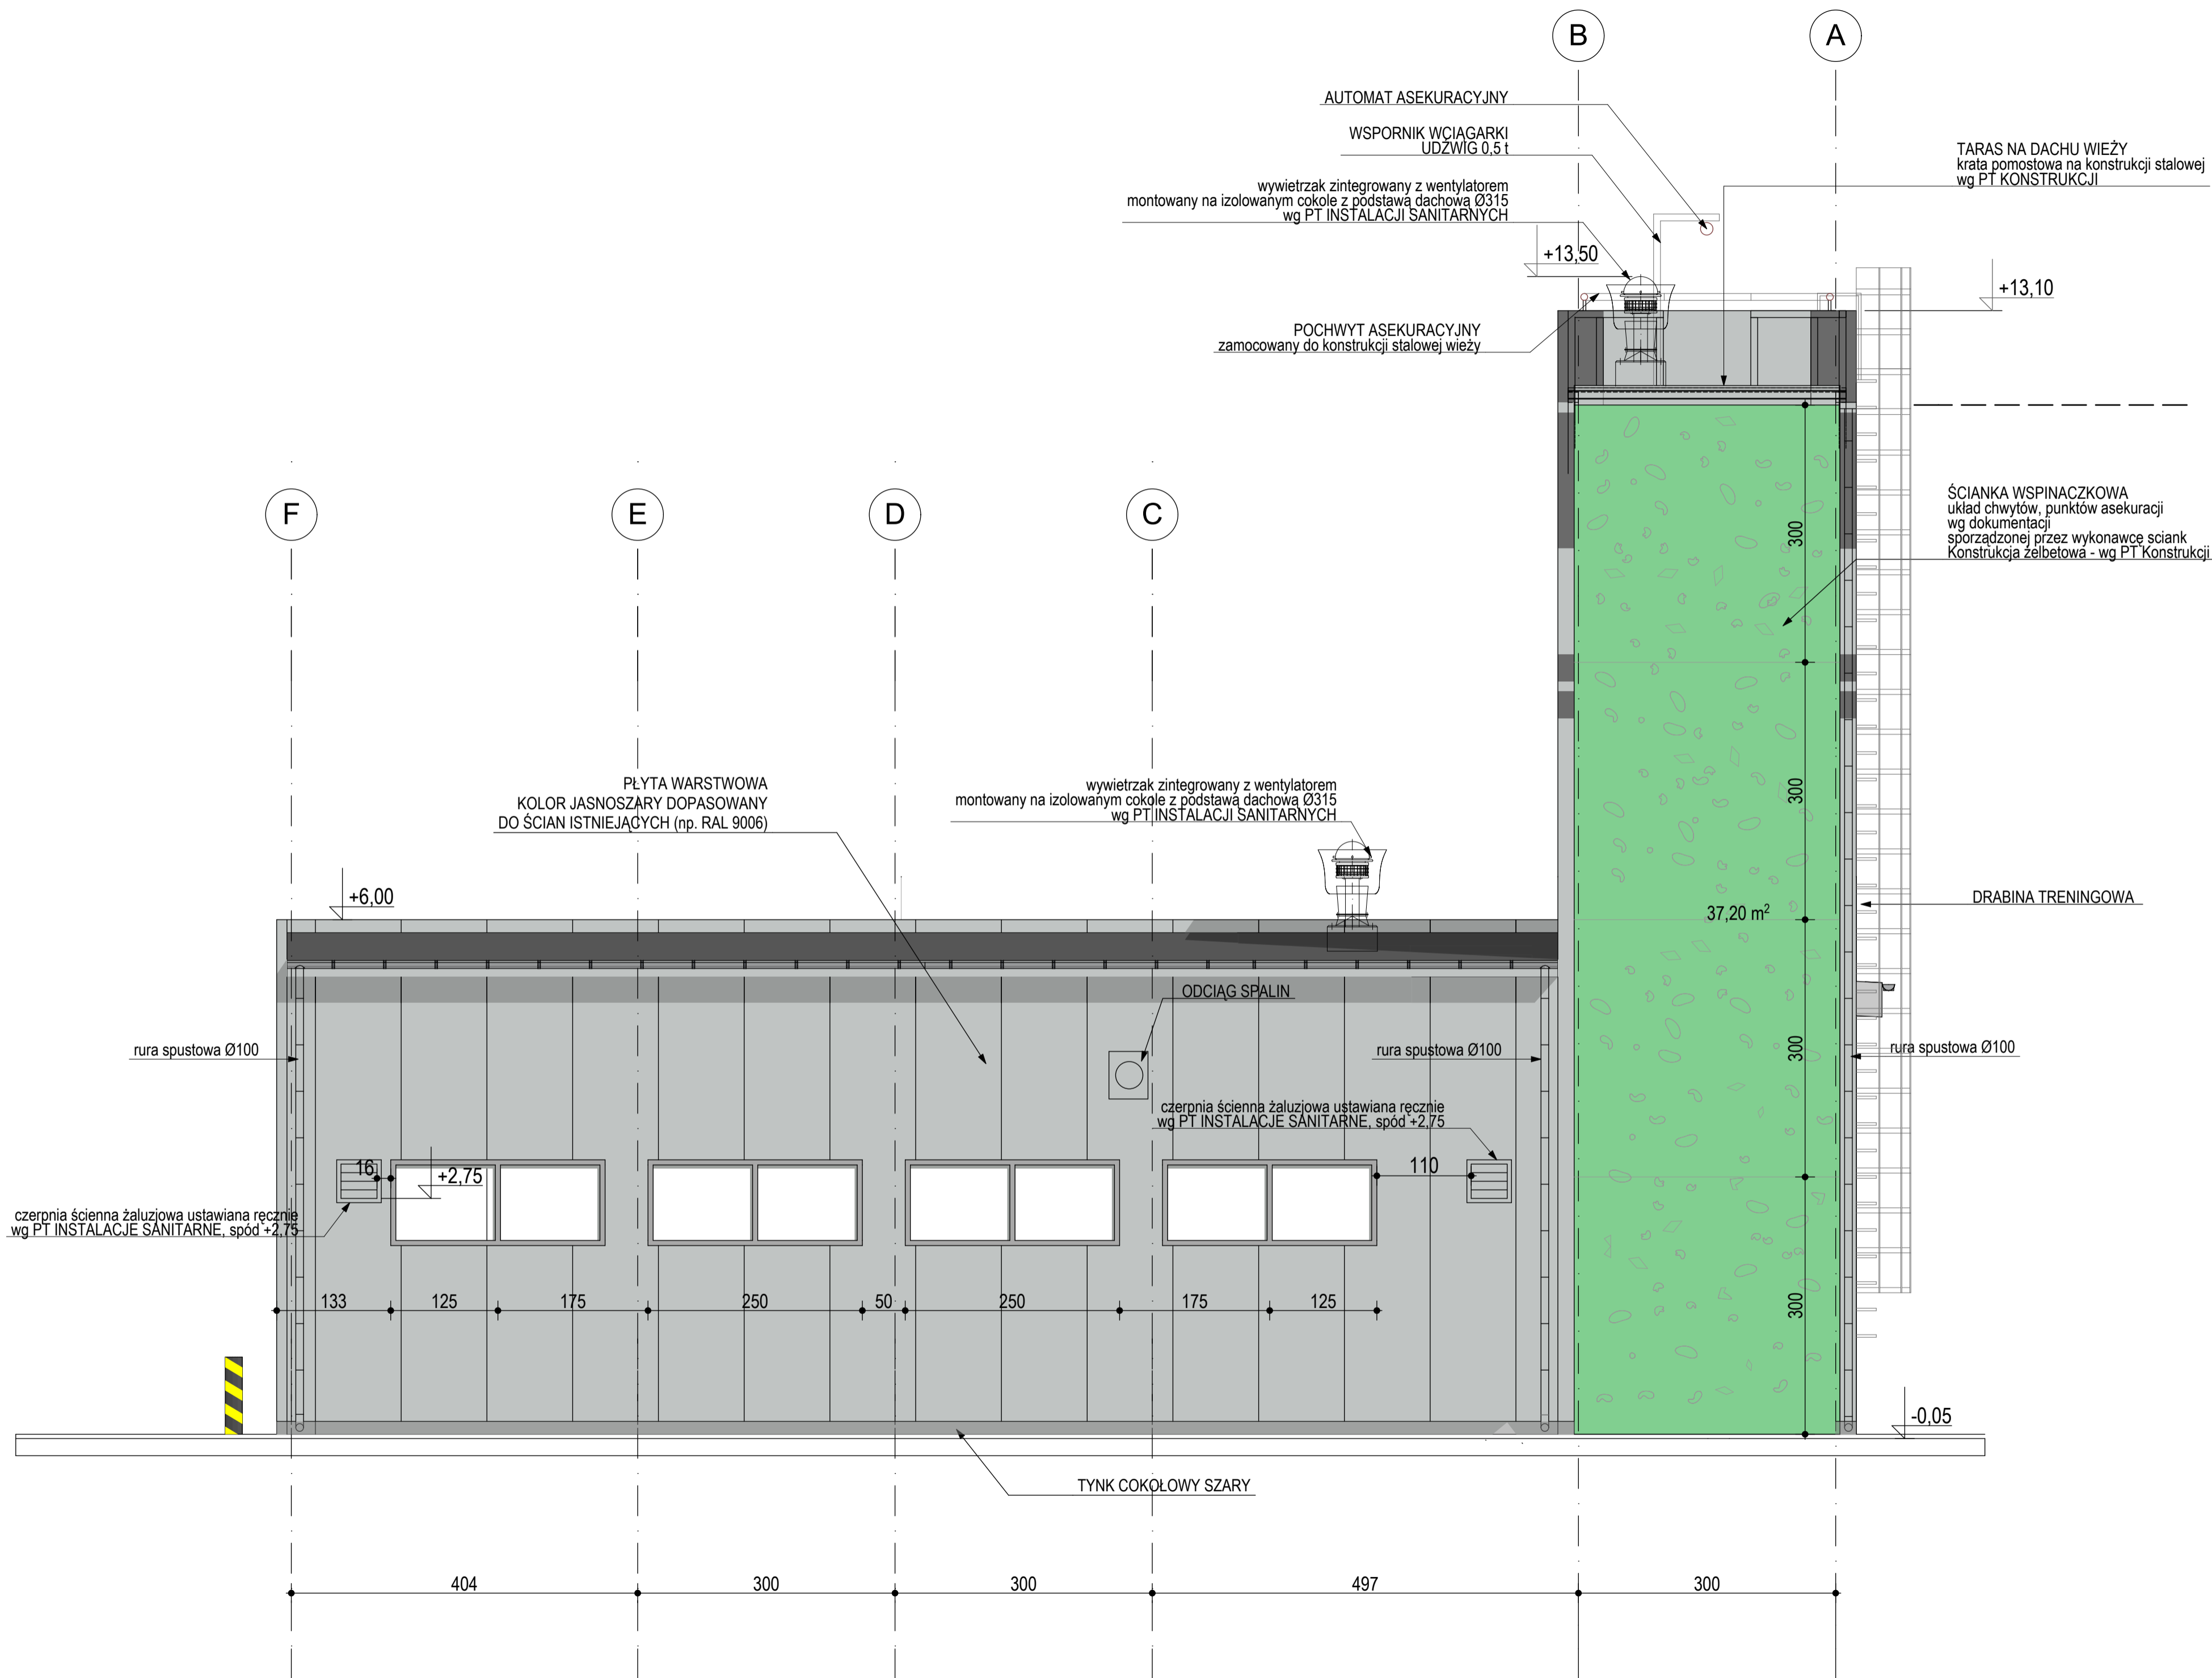 B
A
AUTOMAT ASEKURACYJNY
WSPORNIK WCIĄGARKI
UDŹWIG 0,5 t
TARAS NA DACHU WIEŻY
krata pomostowa na konstrukcji stalowej
wg PT KONSTRUKCJI
wywietrzak zintegrowany z wentylatorem
montowany na izolowanym cokole z podstawą dachową Ø315
wg PT INSTALACJI SANITARNYCH
+13,50
+13,10
POCHWYT ASEKURACYJNY
zamocowany do konstrukcji stalowej wieży
F
E
D
C
ŚCIANKA WSPINACZKOWA
układ chwytów, punktów asekuracji
wg dokumentacji
sporządzonej przez wykonawcę ściank
Konstrukcja żelbetowa - wg PT Konstrukcji
300
PŁYTA WARSTWOWA
KOLOR JASNOSZARY DOPASOWANY
DO ŚCIAN ISTNIEJĄCYCH (np. RAL 9006)
wywietrzak zintegrowany z wentylatorem
montowany na izolowanym cokole z podstawą dachową Ø315
wg PT INSTALACJI SANITARNYCH
300
+6,00
DRABINA TRENINGOWA
37,20 m²
ODCIĄG SPALIN
rura spustowa Ø100
rura spustowa Ø100
300
rura spustowa Ø100
czerpnia ścienna żaluzjowa ustawiana ręcznie
wg PT INSTALACJE SANITARNE, spód +2,75
16
+2,75
110
czerpnia ścienna żaluzjowa ustawiana ręcznie
wg PT INSTALACJE SANITARNE, spód +2,75
133
125
175
250
50
250
175
125
300
-0,05
TYNK COKOŁOWY SZARY
404
300
300
497
300